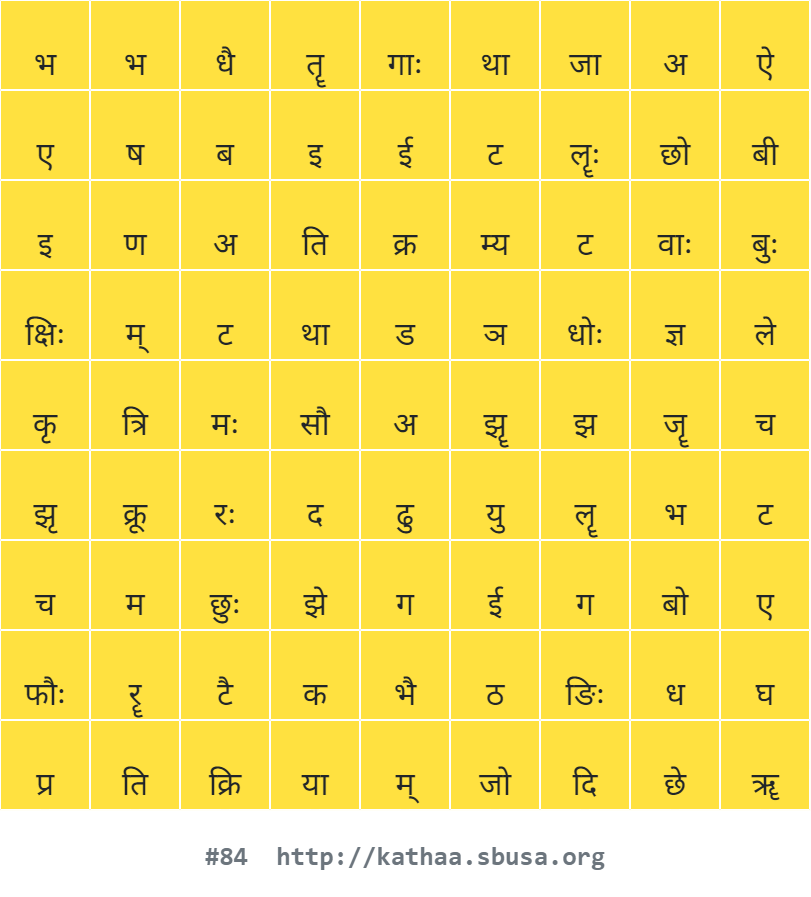 भ भ धै तॄ गाः था जा अ ऐ
ए ष ब इ ई ट लॄः छो बी
इ ण अ ति क्र म्य ट वाः बुः
क्षिः म् ट था ड ञ धोः ज्ञ ले
कृ त्रि मः सौ अ झॄ झ जॄ च
झृ क्रू रः द ढु यु लॄ भ ट
च म छुः झे ग ई ग बो ए
फौः रॄ टै क भै ठ ङिः ध घ
प्र ति क्रि या म् जो दि छे ॠ
#84 http://kathaa.sbusa.org